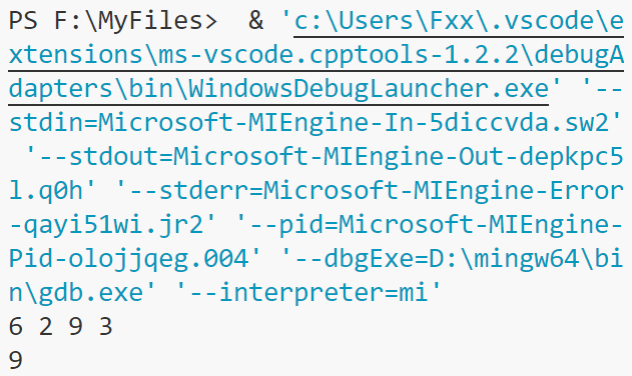 PS F:\MyFiles>  & 'c:\Users\Fxx\.vscode\e
xtensions\ms-vscode.cpptools-1.2.2\debugA
dapters\bin\WindowsDebugLauncher.exe' '--
stdin=Microsoft-MIEngine-In-5diccvda.sw2'
 '--stdout=Microsoft-MIEngine-Out-depkpc5
l.q0h' '--stderr=Microsoft-MIEngine-Error
-qayi51wi.jr2' '--pid=Microsoft-MIEngine-
Pid-olojjqeg.004' '--dbgExe=D:\mingw64\bi
n\gdb.exe' '--interpreter=mi'
6 2 9 3
9